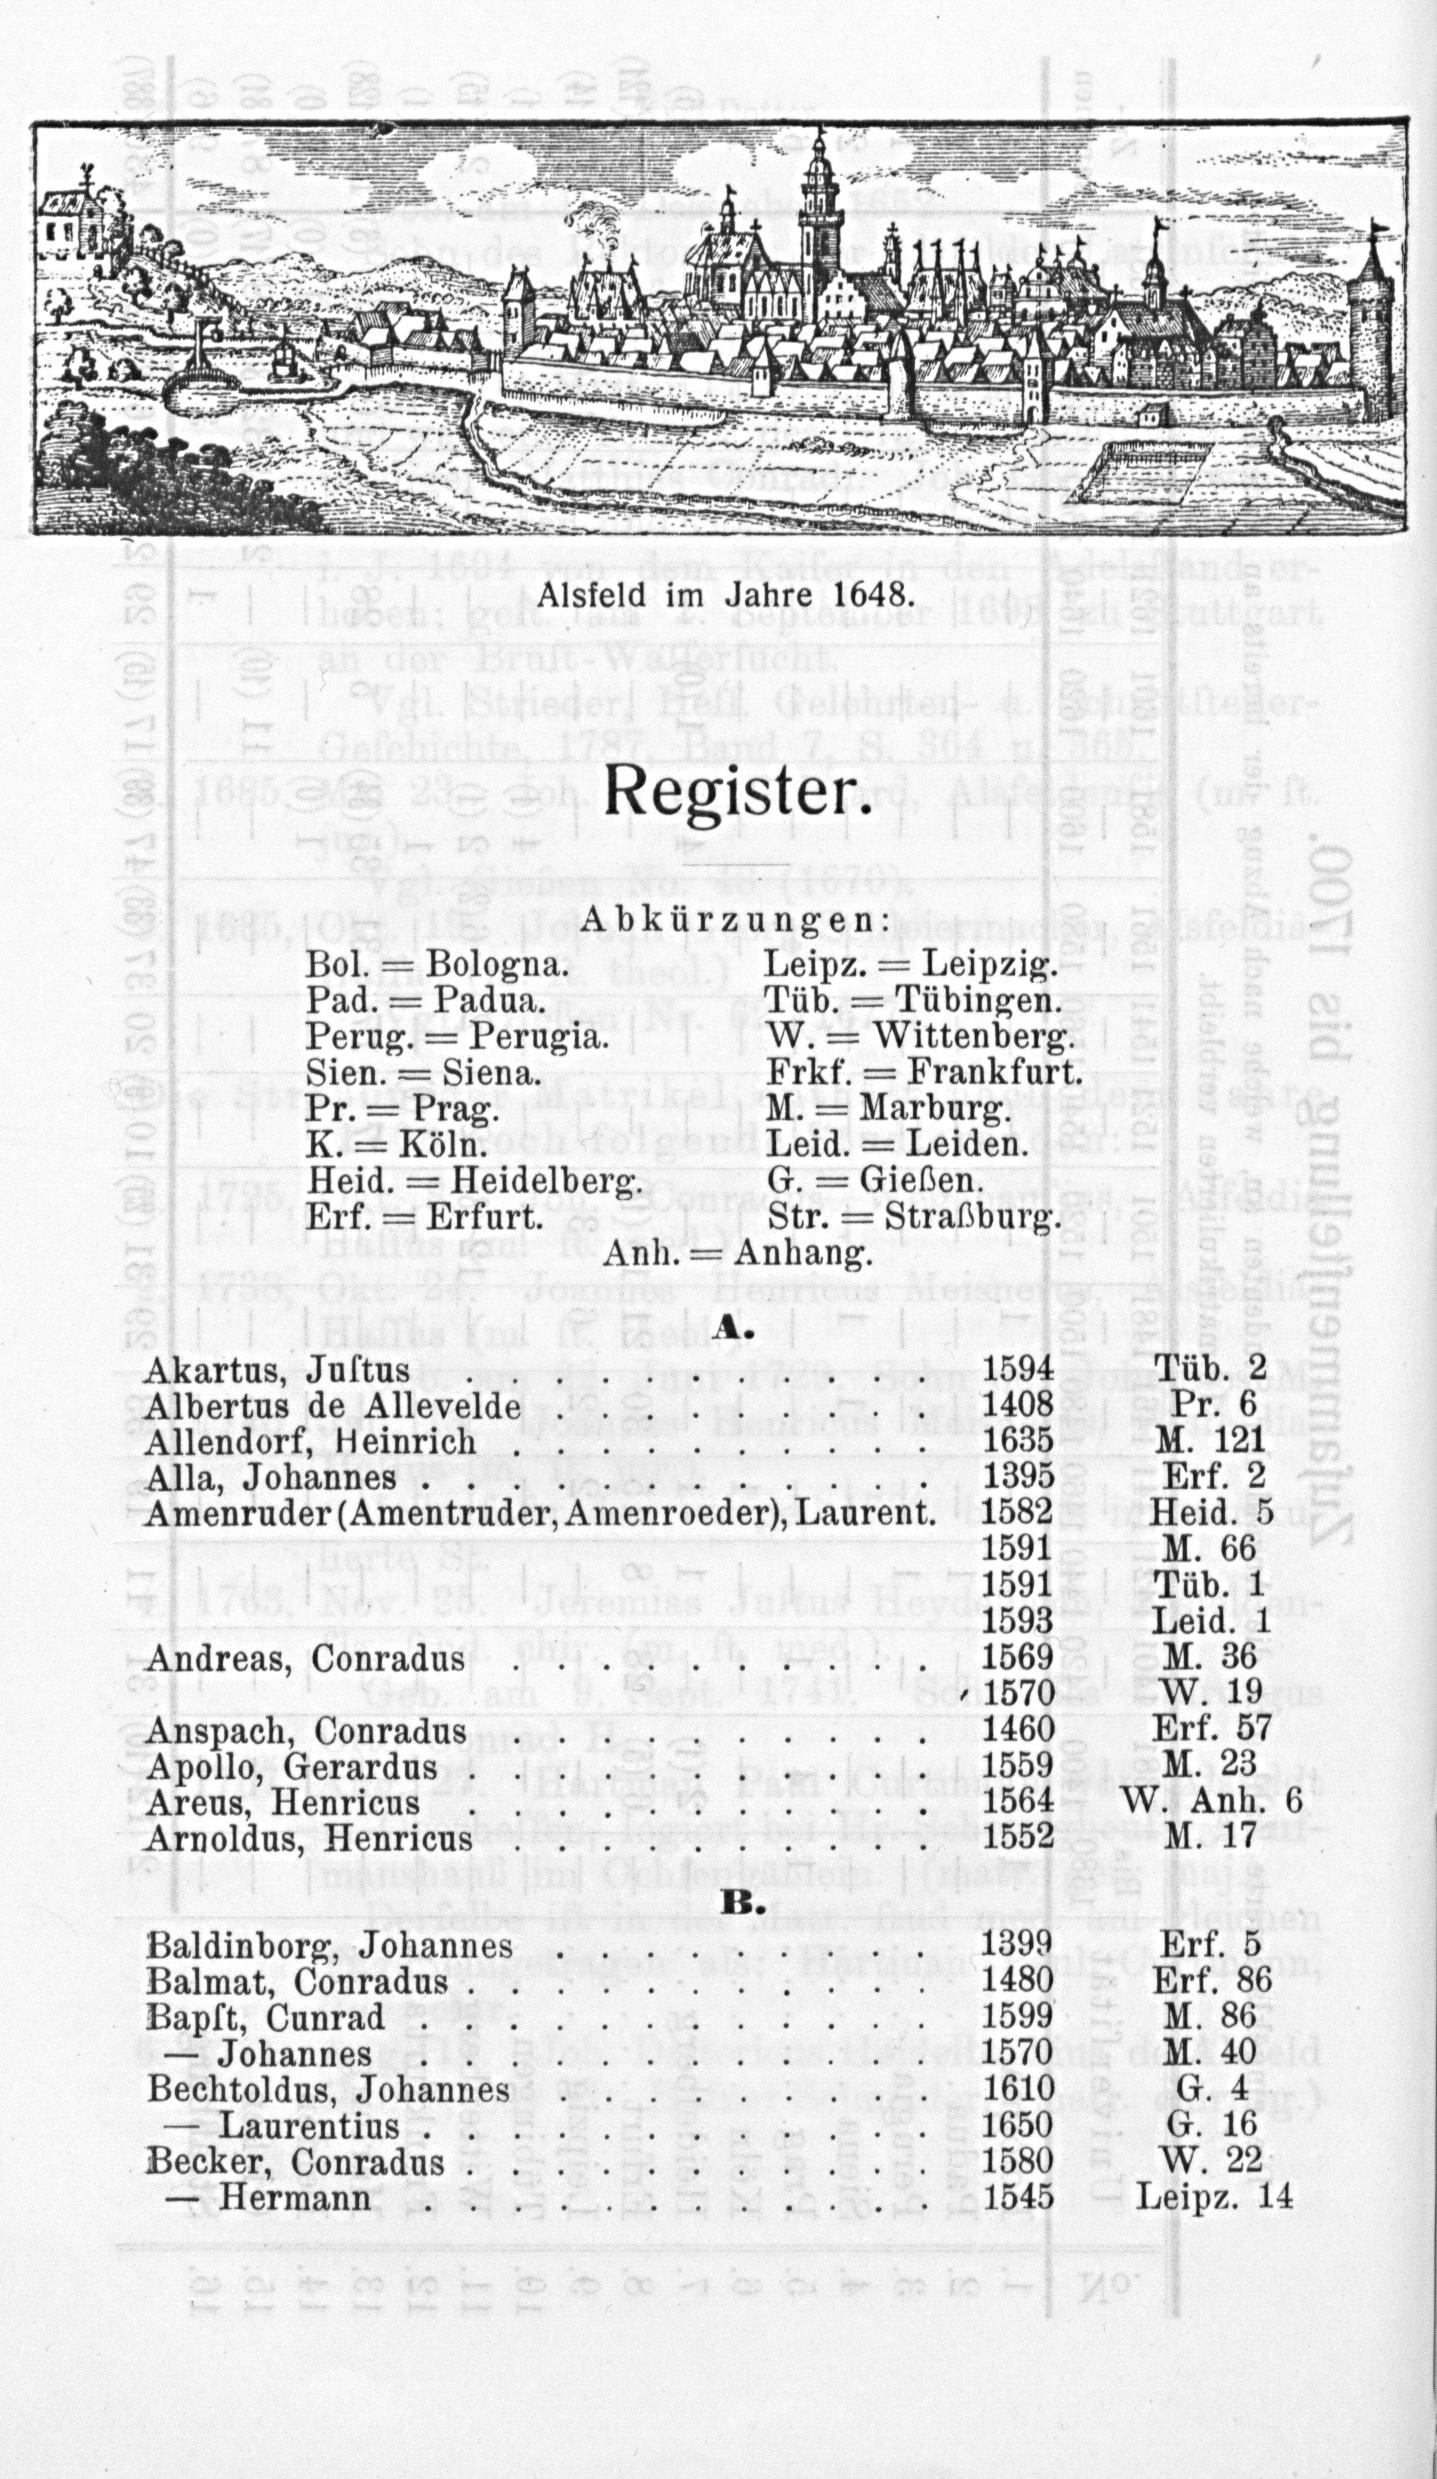 Alsfeld im Jahre 1648.
Register.
Abkürzungen:
Bol. = Bologna.
Pad. = Padua.
Perug. = Perugia.
Sien. = Siena.
Pr. = Prag.
K. = Köln.
Heid. = Heidelberg.
Erf. = Erfurt.
Leipz. = Leipzig.
Tüb. = Tübingen.
W. = Wittenberg.
Frkf. = Frankfurt.
M. = Marburg.
Leid. = Leiden.
G. = Gießen.
Str. = Straßburg.
Anh. = Anhang.
A.
Akartus, Juſtus . . . . . . . . . . . 1594 Tüb. 2
Albertus de Allevelde . . . . . . . . . 1408 Pr. 6
Allendorf, Heinrich . . . . . . . . . . 1635 M. 121
Alla, Johannes . . . . . . . . . . . . 1395 Erf. 2
Amenruder (Amentruder, Amenroeder), Laurent. 1582 Heid. 5
1591 M. 66
1591 Tüb. 1
1593 Leid. 1
Andreas, Conradus . . . . . . . . . . 1569 M. 36
1570 W. 19
Anspach, Conradus . . . . . . . . . . 1460 Erf. 57
Apollo, Gerardus . . . . . . . . . . . 1559 M. 23
Areus, Henricus . . . . . . . . . . . 1564 W. Anh. 6
Arnoldus, Henricus . . . . . . . . . . 1552 M. 17
B.
Baldinborg, Johannes . . . . . . . . . 1399 Erf. 5
Balmat, Conradus . . . . . . . . . . . 1480 Erf. 86
Bapſt, Cunrad . . . . . . . . . . . . 1599 M. 86
— Johannes . . . . . . . . . . . . 1570 M. 40
Bechtoldus, Johannes . . . . . . . . . 1610 G. 4
— Laurentius . . . . . . . . . . . . 1650 G. 16
Becker, Conradus . . . . . . . . . . . 1580 W. 22
— Hermann . . . . . . . . . . . . 1545 Leipz. 14